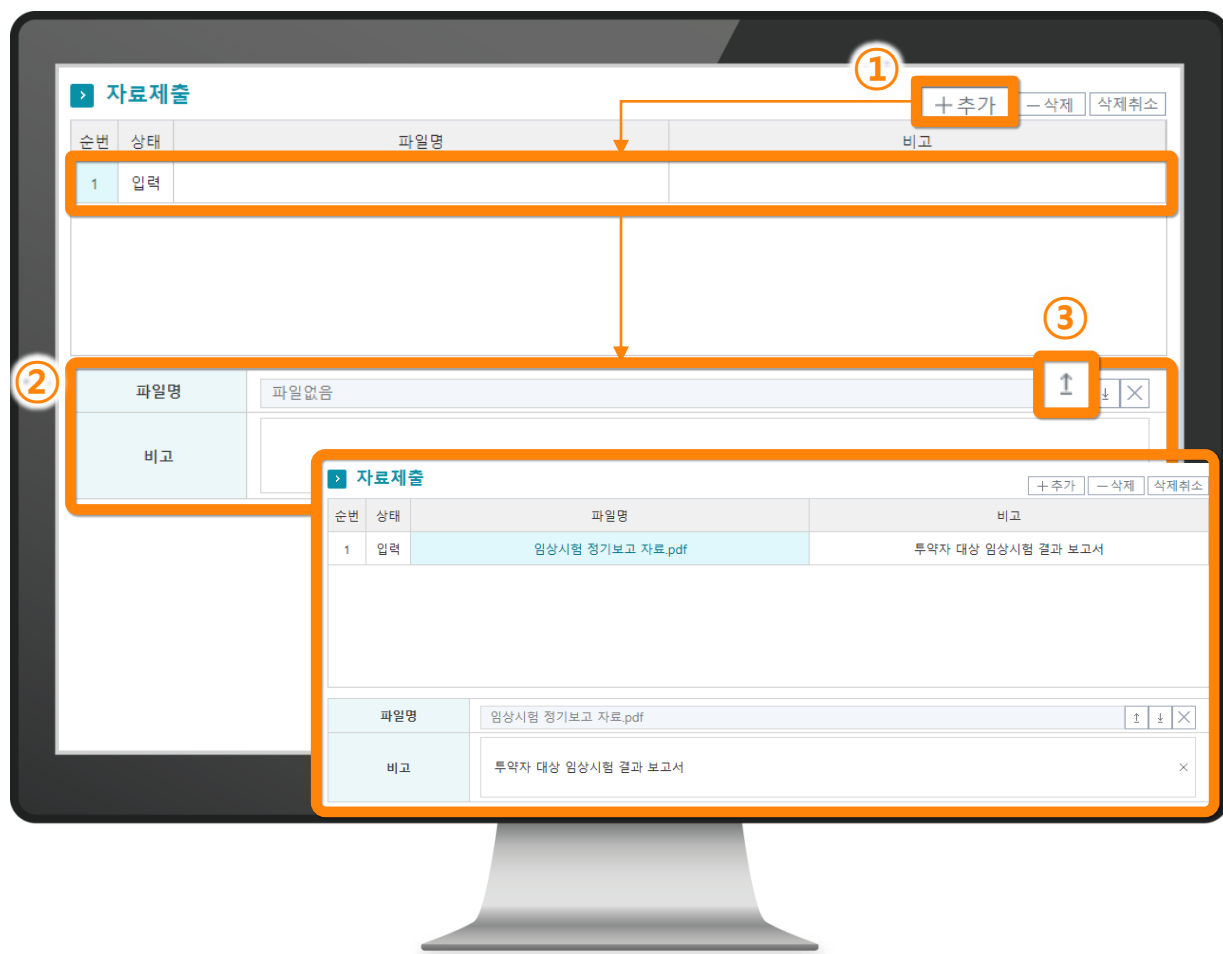 ①
자료제출
+추가 -삭제 삭제취소
순번 상태 파일명 비고
1 입력
③
②
파일명 파일없음
비고
자료제출
+추가 -삭제 삭제취소
순번 상태 파일명 비고
1 입력 임상시험 정기보고 자료.pdf 투약자 대상 임상시험 결과 보고서
파일명 임상시험 정기보고 자료.pdf
비고 투약자 대상 임상시험 결과 보고서